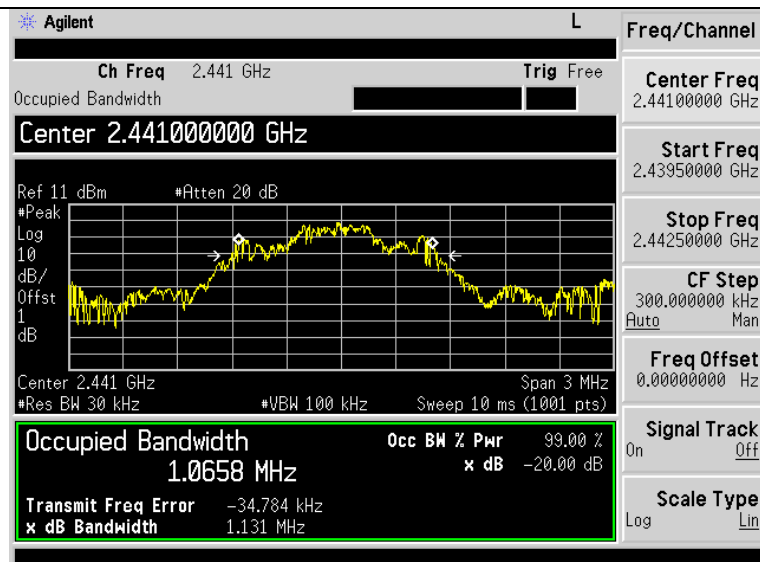 Agilent L
Ch Freq 2.441 GHz Trig Free
Occupied Bandwidth
Center 2.441000000 GHz
Ref 11 dBm #Atten 20 dB
#Peak
Log
10
dB/
Offst
1
dB
Center 2.441 GHz Span 3 MHz
#Res BW 30 kHz #VBW 100 kHz Sweep 10 ms (1001 pts)
Occupied Bandwidth Occ BW % Pwr 99.00 %
1.0658 MHz x dB -20.00 dB
Transmit Freq Error -34.784 kHz
x dB Bandwidth 1.131 MHz
Freq/Channel
Center Freq
2.44100000 GHz
Start Freq
2.43950000 GHz
Stop Freq
2.44250000 GHz
CF Step
300.000000 kHz
Auto Man
Freq Offset
0.00000000 Hz
Signal Track
On Off
Scale Type
Log Lin